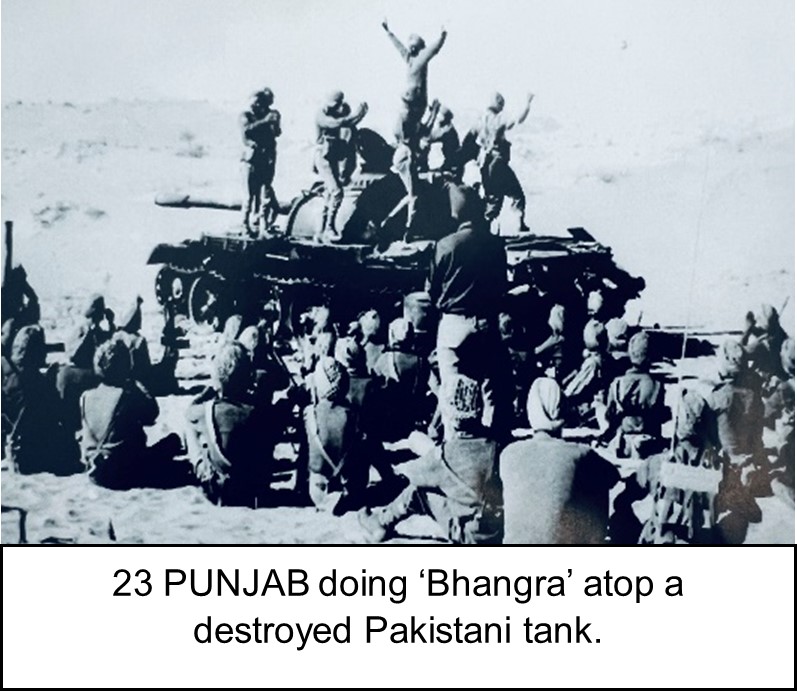 23 PUNJAB doing ‘Bhangra’ atop a
destroyed Pakistani tank.